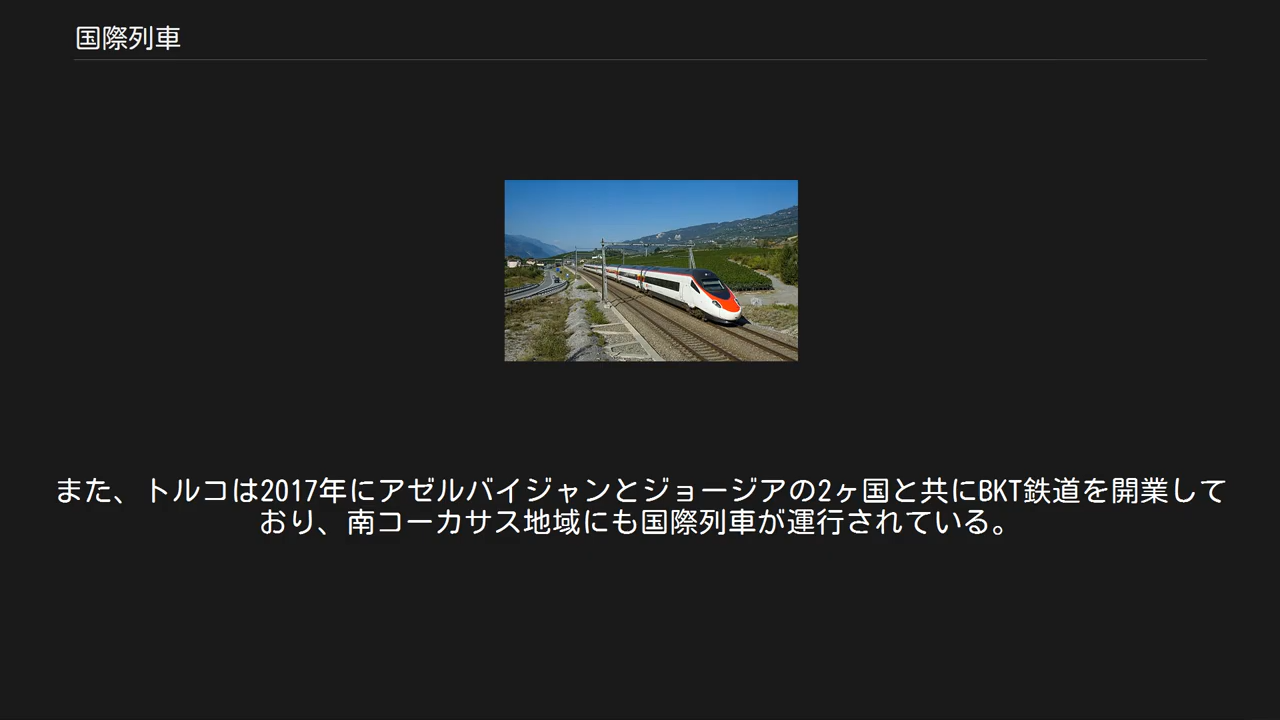 国際列車
また、トルコは2017年にアゼルバイジャンとジョージアの2ヶ国と共にBKT鉄道を開業して
おり、南コーカサス地域にも国際列車が運行されている。